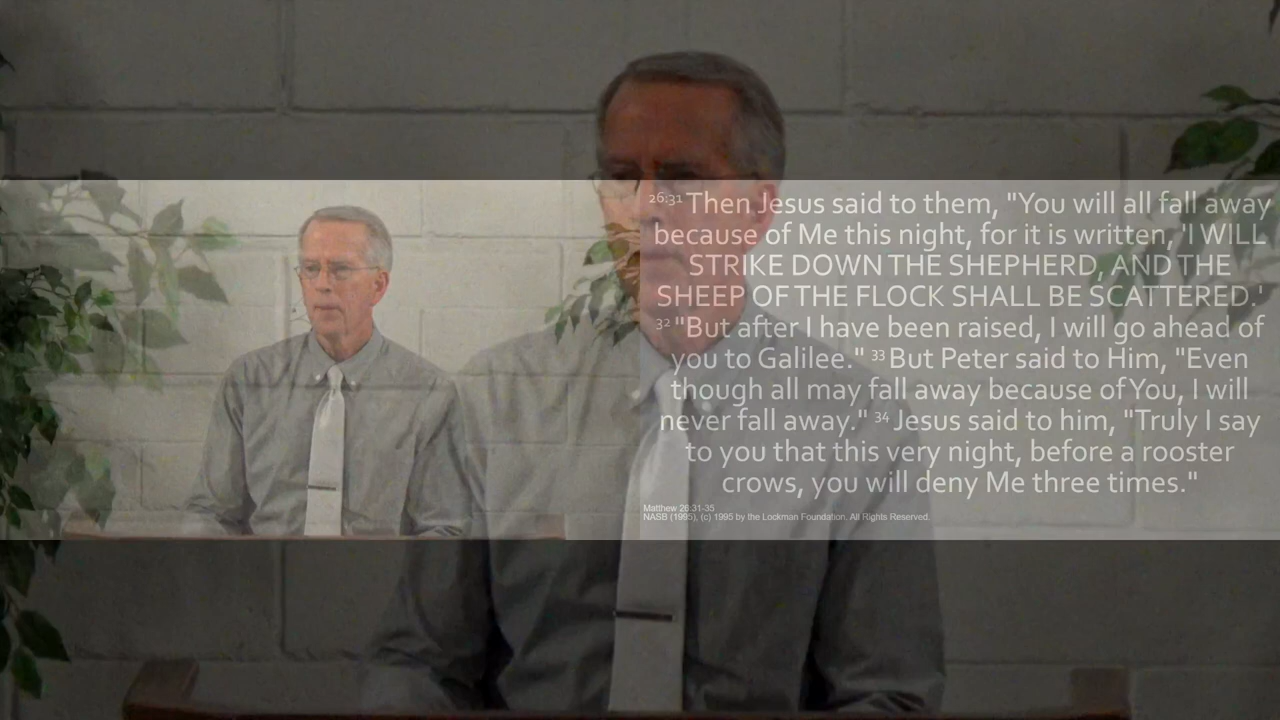 26:31 Then Jesus said to them, "You will all fall away
because of Me this night, for it is written, 'I WILL
STRIKE DOWN THE SHEPHERD, AND THE
SHEEP OF THE FLOCK SHALL BE SCATTERED.'
32 "But after I have been raised, I will go ahead of
you to Galilee." 33 But Peter said to Him, "Even
though all may fall away because of You, I will
never fall away." 34 Jesus said to him, "Truly I say
to you that this very night, before a rooster
crows, you will deny Me three times."
Matthew 26:31-35
NASB (1995), (c) 1995 by the Lockman Foundation. All Rights Reserved.